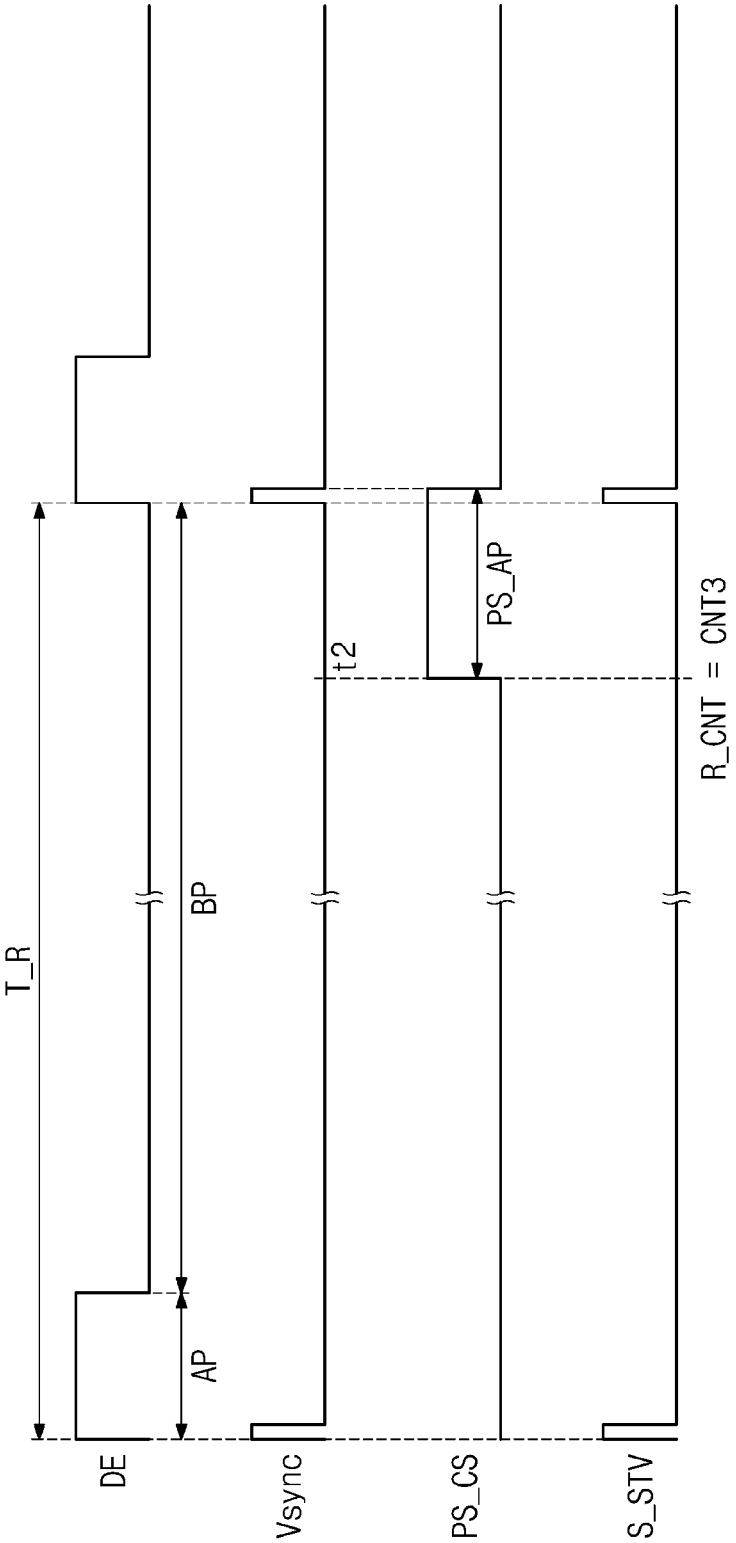 T_R
DE
AP
BP
Vsync
t2
PS_CS
PS_AP
S_STV
R_CNT = CNT3